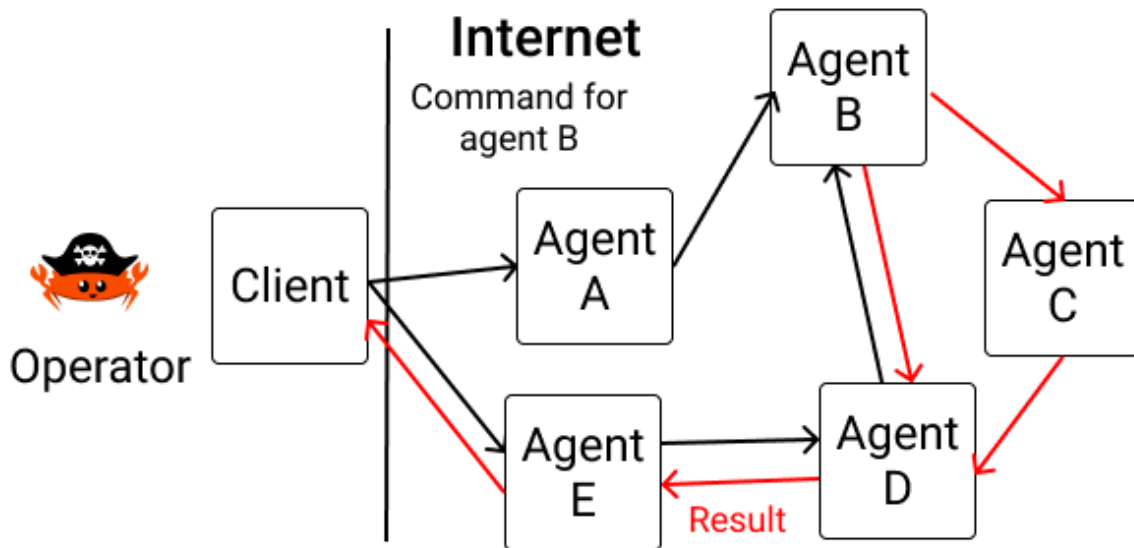 Internet
Command for
agent B
Agent
B
Agent
A
Client
Agent
C
Operator
Agent
E
Agent
D
Result